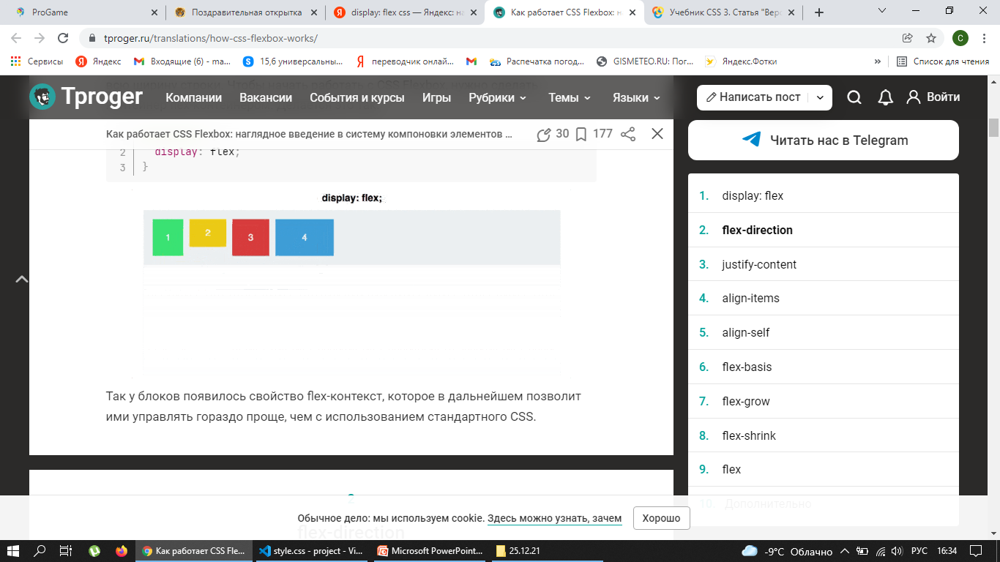 ProGame
Поздравительная открытка
display: flex css — Яндекс: на
Как работает CSS Flexbox: н
Учебник CSS 3. Статья "Верс
tproger.ru/translations/how-css-flexbox-works/
C
Сервисы
Яндекс
Входящие (6) - ma...
15,6 универсальны...
переводчик онлай...
Распечатка погод...
GISMETEO.RU: Пог...
Яндекс.Фотки
»
Список для чтения
Tproger
Компании
Вакансии
События и курсы
Игры
Рубрики
Темы
Языки
Написать пост
Войти
Как работает CSS Flexbox: наглядное введение в систему компоновки элементов ...
30
177
Читать нас в Telegram
2 display: flex;
3 }
display: flex;
1
2
3
4
Так у блоков появилось свойство flex-контекст, которое в дальнейшем позволит
ими управлять гораздо проще, чем с использованием стандартного CSS.
1. display: flex
2. flex-direction
3. justify-content
4. align-items
5. align-self
6. flex-basis
7. flex-grow
8. flex-shrink
9. flex
10. Дополнительно
flex-direction
Обычное дело: мы используем cookie. Здесь можно узнать, зачем
Хорошо
Как работает CSS Fle...
style.css - project - Vi...
Microsoft PowerPoint...
25.12.21
-9°C Облачно
РУС
16:34